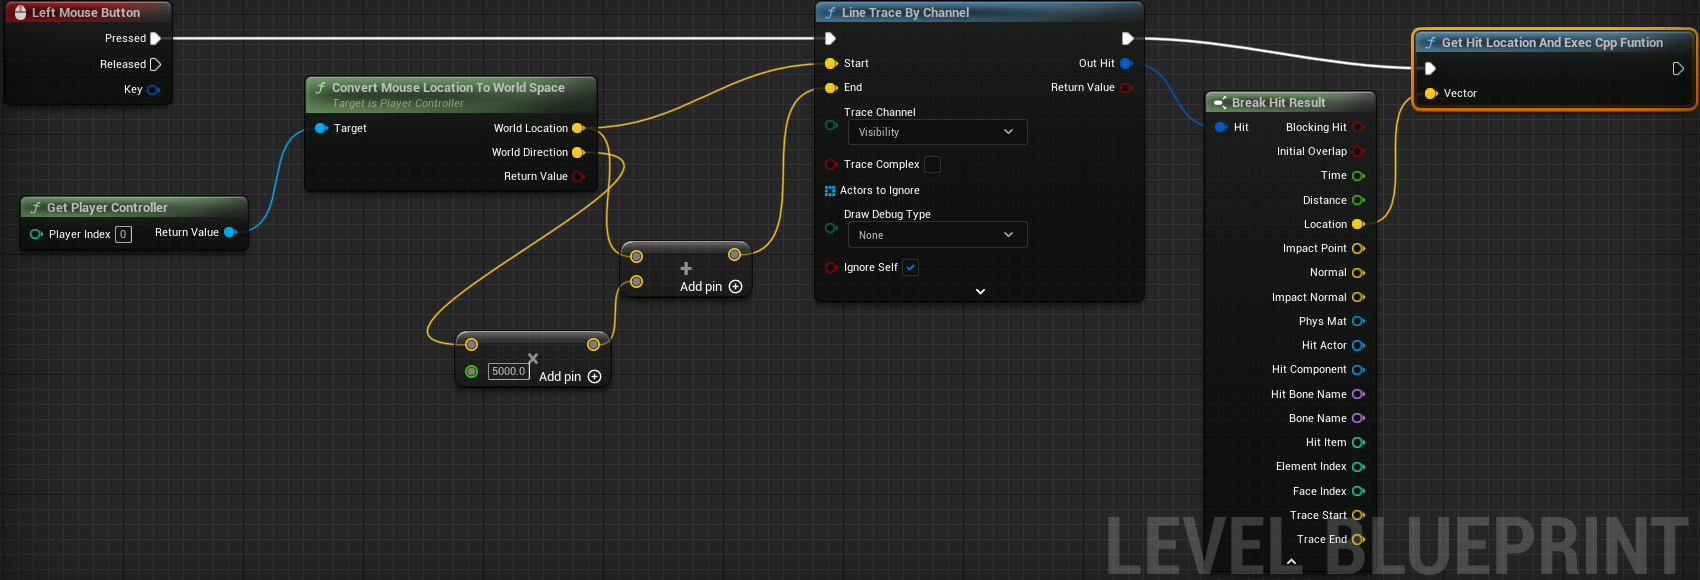 Left Mouse Button
Pressed
Released
Key
Get Player Controller
Player Index 0
Return Value
Convert Mouse Location To World Space
Target is Player Controller
Target
World Location
World Direction
Return Value
+
Add pin
×
5000.0
Add pin
Line Trace By Channel
Start
Out Hit
End
Return Value
Trace Channel
Visibility
Trace Complex
Actors to Ignore
Draw Debug Type
None
Ignore Self
Break Hit Result
Hit
Blocking Hit
Initial Overlap
Time
Distance
Location
Impact Point
Normal
Impact Normal
Phys Mat
Hit Actor
Hit Component
Hit Bone Name
Bone Name
Hit Item
Element Index
Face Index
Trace Start
Trace End
Get Hit Location And Exec Cpp Funtion
Vector
LEVEL BLUEPRINT